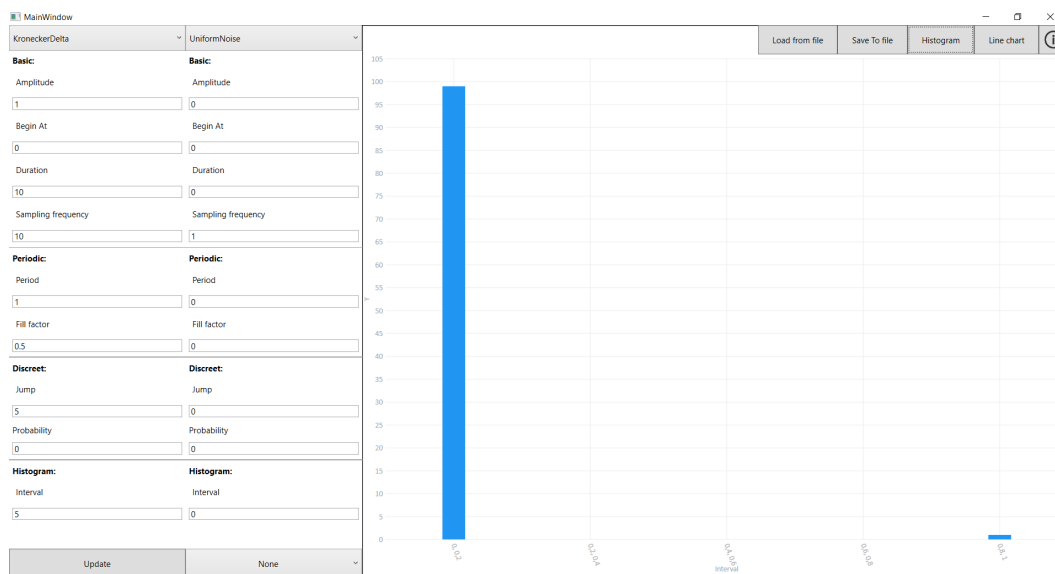 MainWindow
KroneckerDelta UniformNoise
Load from file Save To file Histogram Line chart
Basic: Basic:
Amplitude Amplitude
1 0
Begin At Begin At
0 0
Duration Duration
10 0
Sampling frequency Sampling frequency
10 1
Periodic: Periodic:
Period Period
1 0
Fill factor Fill factor
0.5 0
Discreet: Discreet:
Jump Jump
5 0
Probability Probability
0 0
Histogram: Histogram:
Interval Interval
5 0
Update None
105
100
95
90
85
80
75
70
65
60
55
50
45
40
35
30
25
20
15
10
5
0
Y
0, 0,2
0,2, 0,4
0,4, 0,6
0,6, 0,8
0,8, 1
Interval